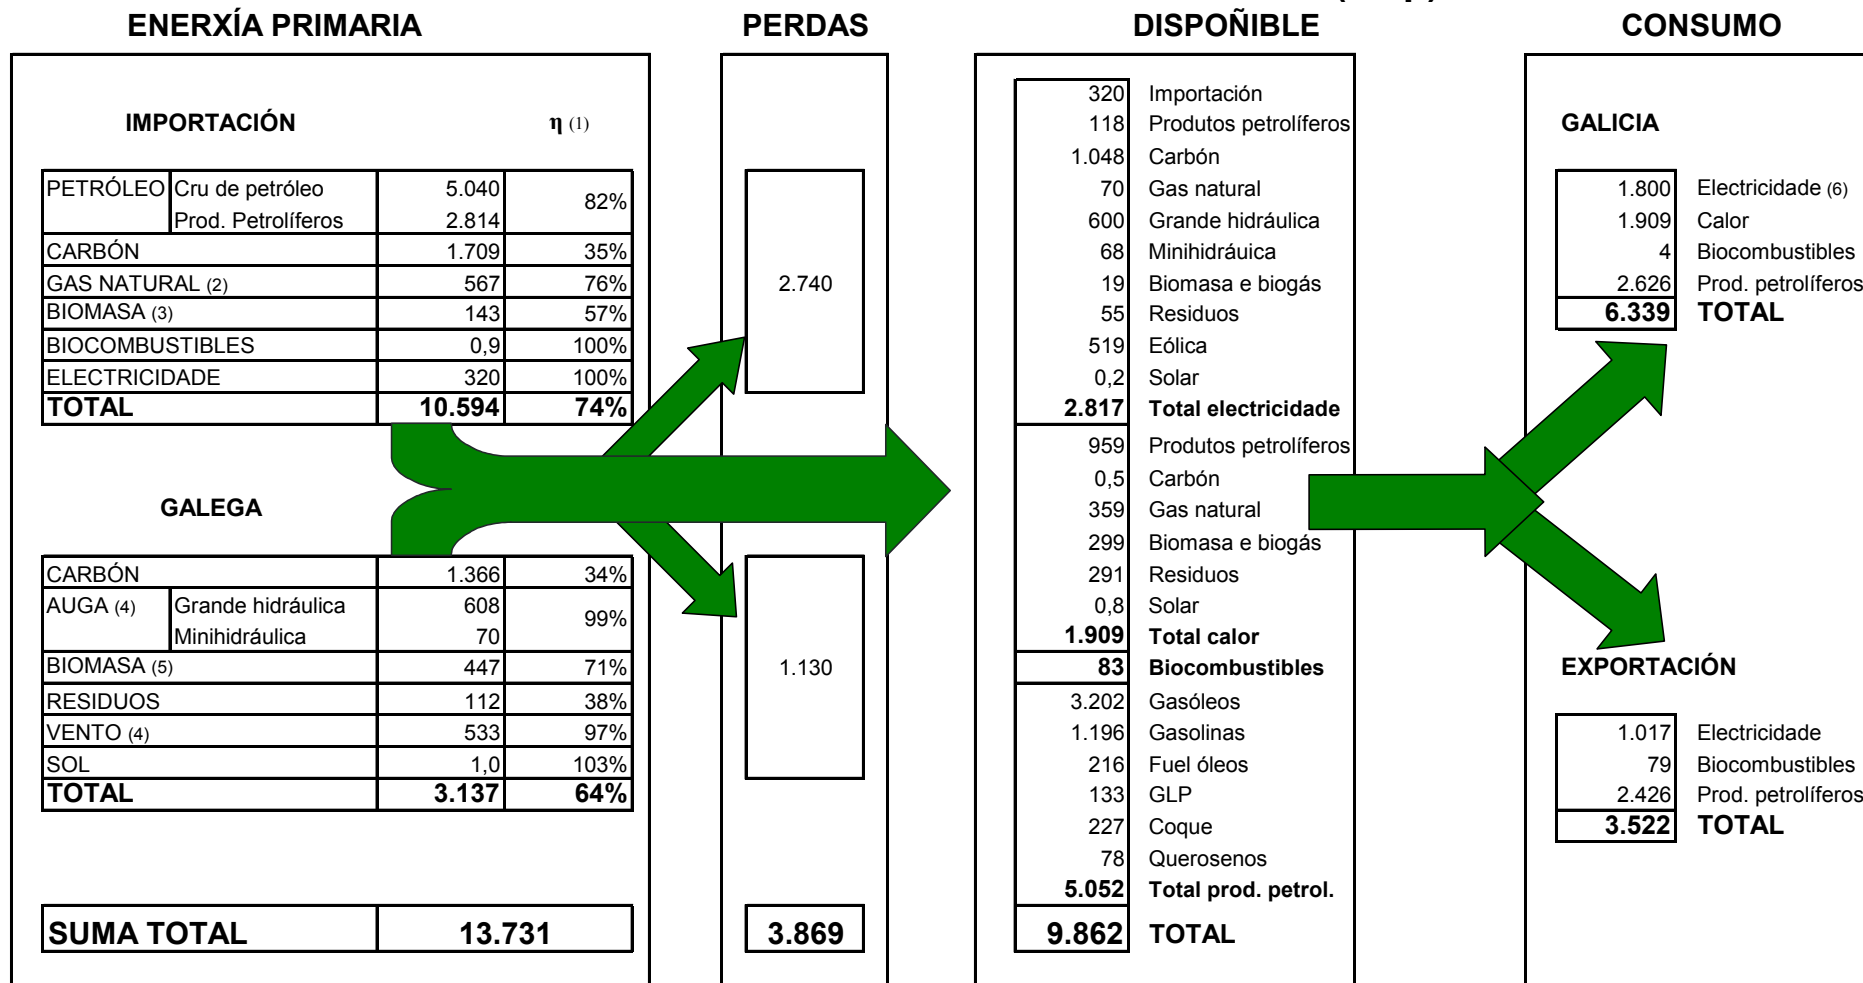 ENERXÍA PRIMARIA
PERDAS
DISPOÑIBLE
CONSUMO
IMPORTACIÓN η (1)
PETRÓLEO Cru de petróleo 5.040 82%
Prod. Petrolíferos 2.814
CARBÓN 1.709 35%
GAS NATURAL (2) 567 76%
BIOMASA (3) 143 57%
BIOCOMBUSTIBLES 0,9 100%
ELECTRICIDADE 320 100%
TOTAL 10.594 74%
GALEGA
CARBÓN 1.366 34%
AUGA (4) Grande hidráulica 608 99%
Minihidráulica 70
BIOMASA (5) 447 71%
RESIDUOS 112 38%
VENTO (4) 533 97%
SOL 1,0 103%
TOTAL 3.137 64%
SUMA TOTAL 13.731
2.740
1.130
3.869
320 Importación
118 Produtos petrolíferos
1.048 Carbón
70 Gas natural
600 Grande hidráulica
68 Minihidráuica
19 Biomasa e biogás
55 Residuos
519 Eólica
0,2 Solar
2.817 Total electricidade
959 Produtos petrolíferos
0,5 Carbón
359 Gas natural
299 Biomasa e biogás
291 Residuos
0,8 Solar
1.909 Total calor
83 Biocombustibles
3.202 Gasóleos
1.196 Gasolinas
216 Fuel óleos
133 GLP
227 Coque
78 Querosenos
5.052 Total prod. petrol.
9.862 TOTAL
GALICIA
1.800 Electricidade (6)
1.909 Calor
4 Biocombustibles
2.626 Prod. petrolíferos
6.339 TOTAL
EXPORTACIÓN
1.017 Electricidade
79 Biocombustibles
2.426 Prod. petrolíferos
3.522 TOTAL